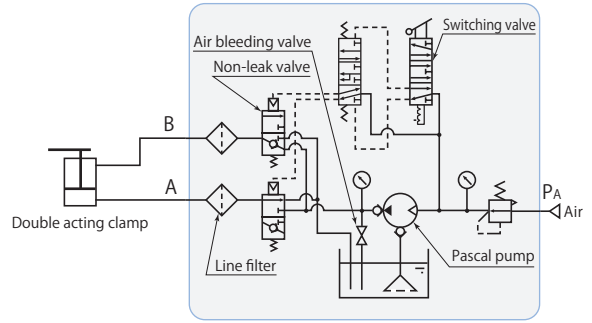 Switching valve
Air bleeding valve
Non-leak valve
B
A
PA
Air
Double acting clamp
Pascal pump
Line filter